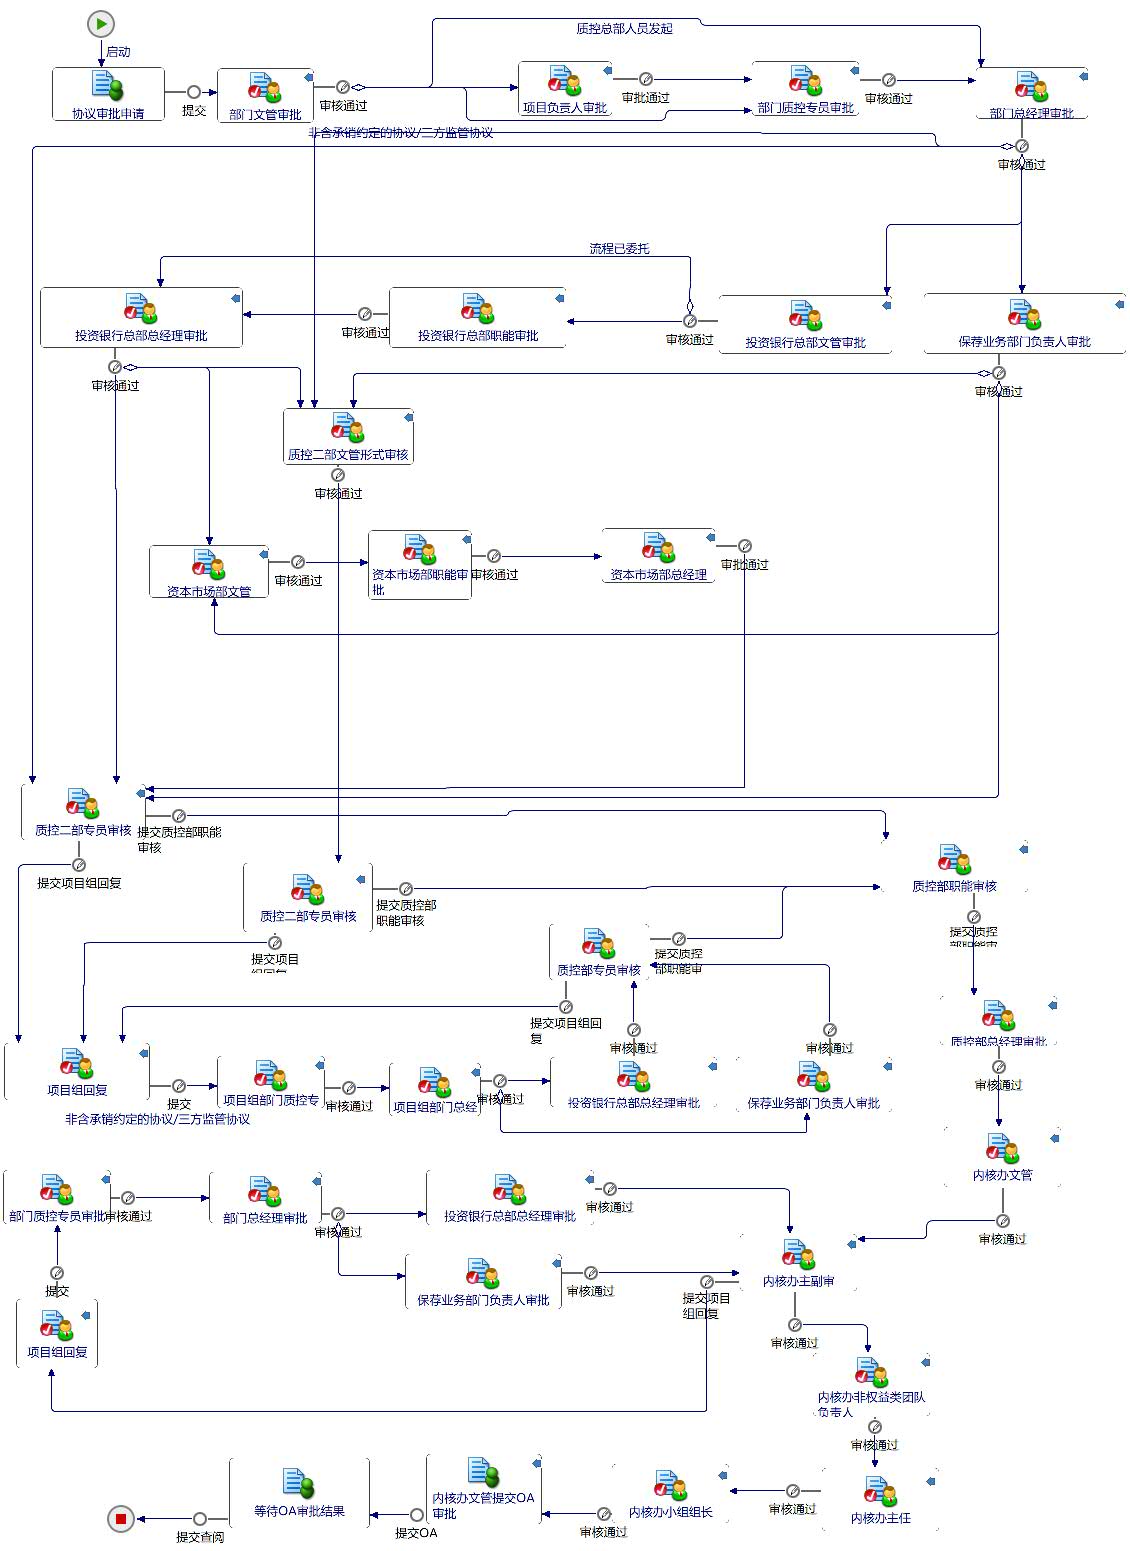 质控总部人员发起
启动
协议审批申请
提交
部门文管审批
审核通过
项目负责人审批
审批通过
部门质控专员审批
审核通过
部门总经理审批
非含承销约定的协议/三方监管协议
审核通过
流程已委托
投资银行总部总经理审批
审核通过
投资银行总部职能审批
审核通过
投资银行总部文管审批
保荐业务部门负责人审批
审核通过
审核通过
质控二部文管形式审核
审核通过
资本市场部文管
审核通过
资本市场部职能审
批
审核通过
资本市场部总经理
审批通过
质控二部专员审核
提交质控部职能
审核
提交项目组回复
质控二部专员审核
提交质控部
职能审核
提交项目
组回复
质控部职能审核
提交质控
部职能审
质控部专员审核
提交质控
部职能审
提交项目组回
复
审核通过
审核通过
质控部总经理审批
审核通过
项目组回复
提交
项目组部门质控专
审核通过
项目组部门总经
审核通过
投资银行总部总经理审批
保荐业务部门负责人审批
非含承销约定的协议/三方监管协议
内核办文管
审核通过
部门质控专员审批
审核通过
部门总经理审批
审核通过
投资银行总部总经理审批
审核通过
保荐业务部门负责人审批
审核通过
提交项目
组回复
内核办主副审
审核通过
提交
项目组回复
内核办非权益类团队
负责人
审核通过
内核办主任
审核通过
内核办小组组长
审核通过
内核办文管提交OA
审批
提交OA
等待OA审批结果
提交查阅